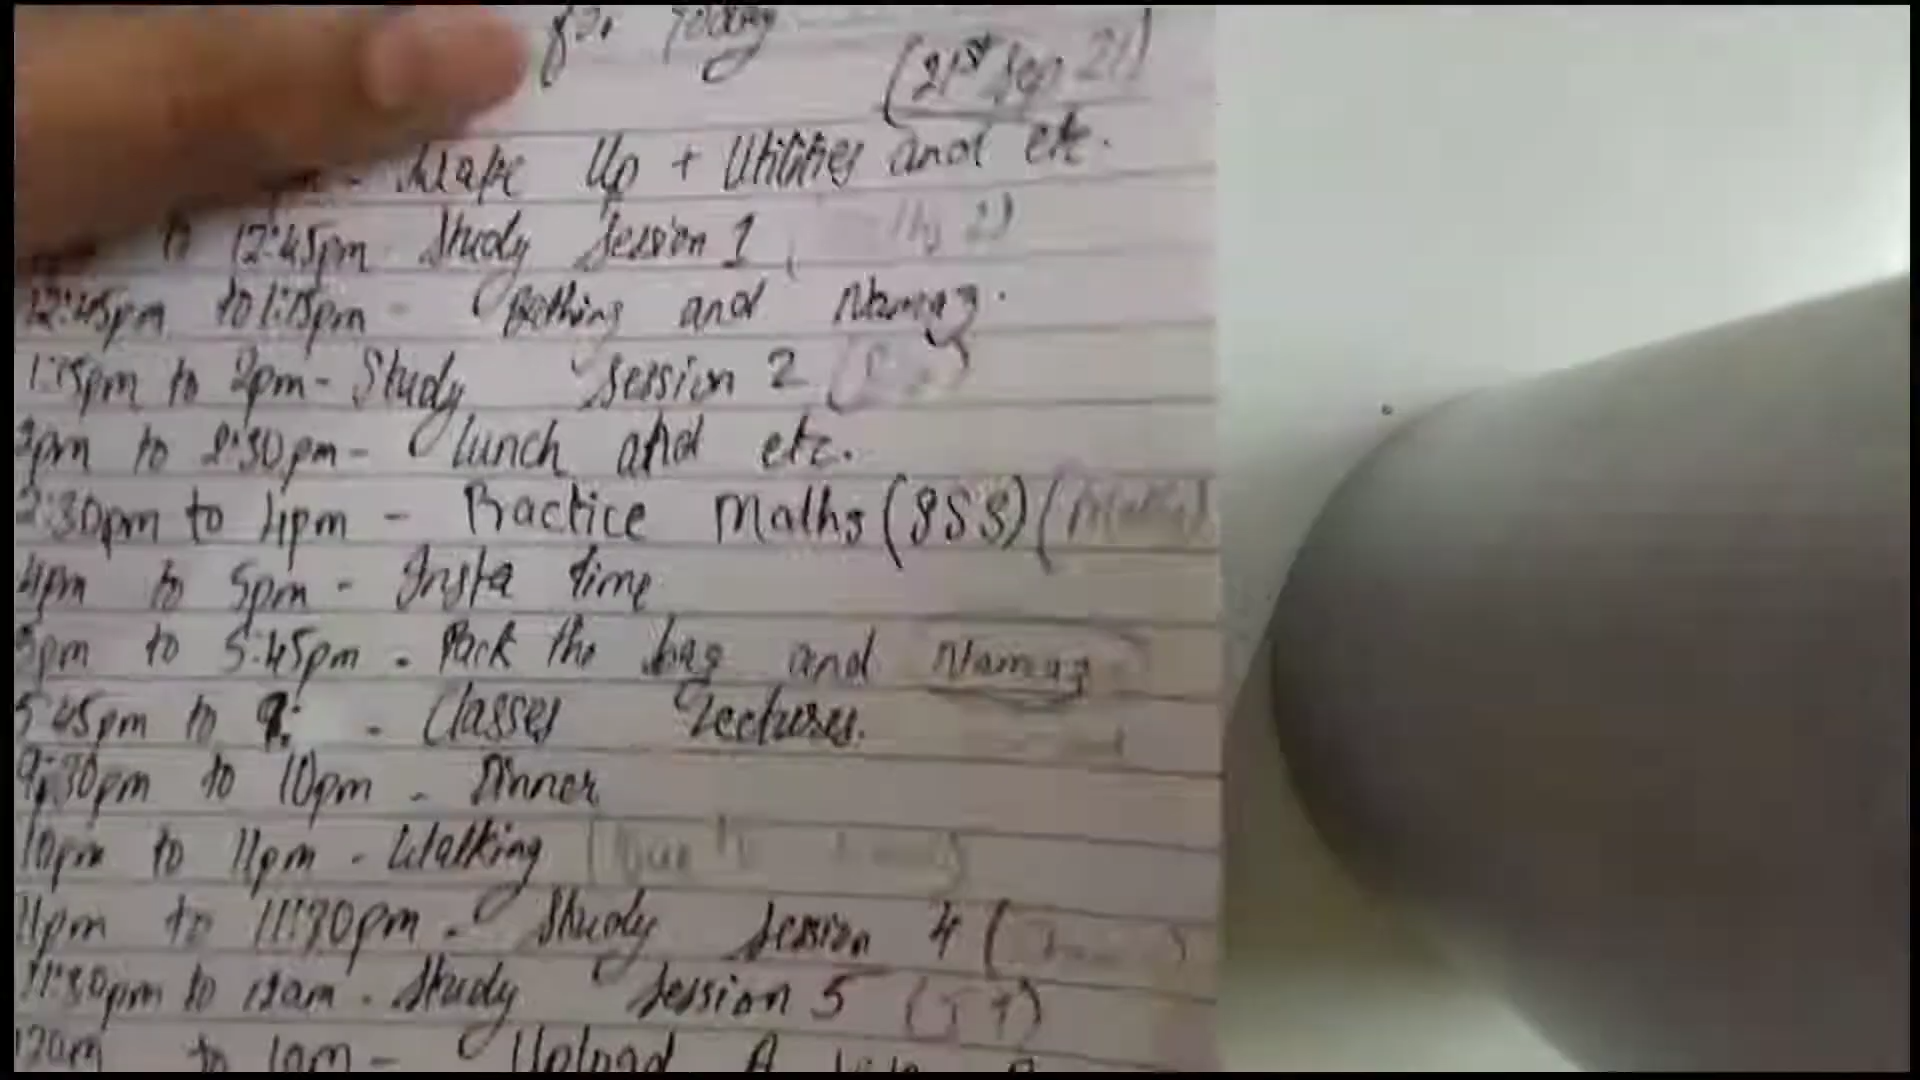 for Today
(21st Sep 21)
Wake Up + Utilities and etc.
to 12:45pm Study Session 1
12:45pm to 1:15pm - Bathing and Namaz.
1:15pm to 2pm - Study Session 2
2pm to 2:30pm - lunch and etc.
2:30pm to 4pm - Practice Maths (
4pm to 5pm - Insta time
5pm to 5:45pm - Pack the bag and Namaz
5:45pm to 9: - Classes Lectures.
9:30pm to 10pm - Dinner
10pm to 11pm - Walking
11pm to 11:30pm - Study Session 4 (
11:30pm to 12am - Study Session 5
12am to 1am - Upload A